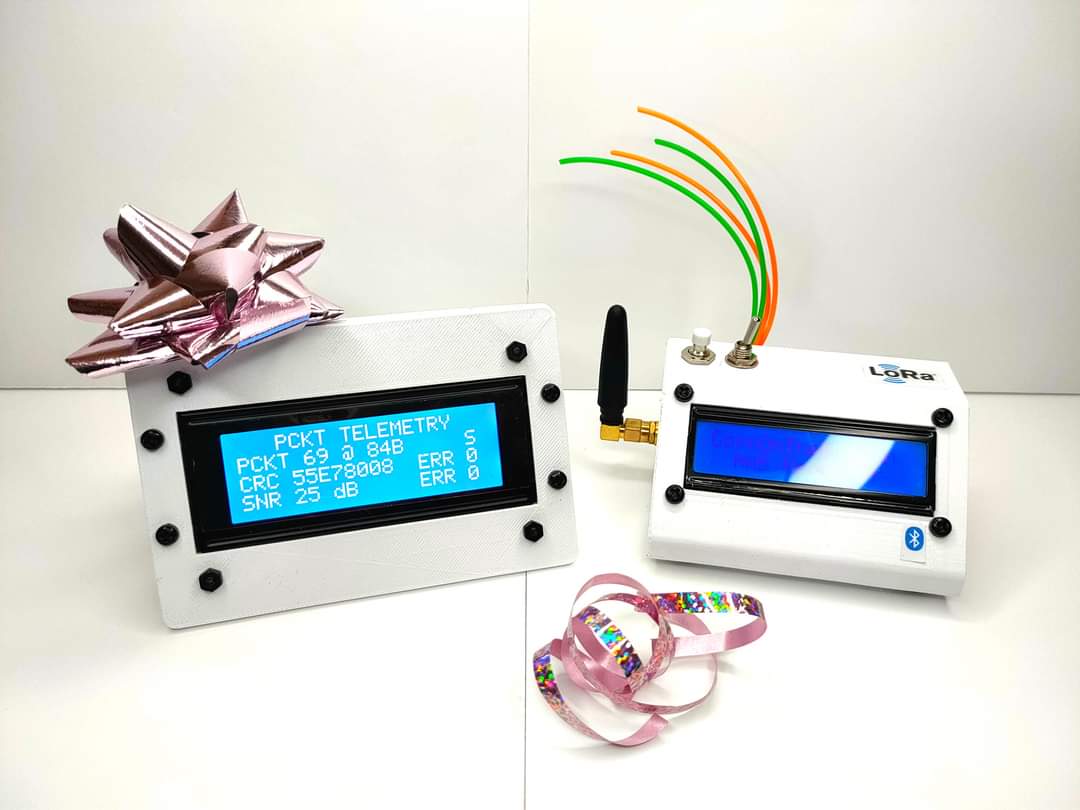 PCKT TELEMETRY
PCKT 69 @ 84B S
CRC 55E78008 ERR 0
SNR 25 dB ERR 0
LoRa